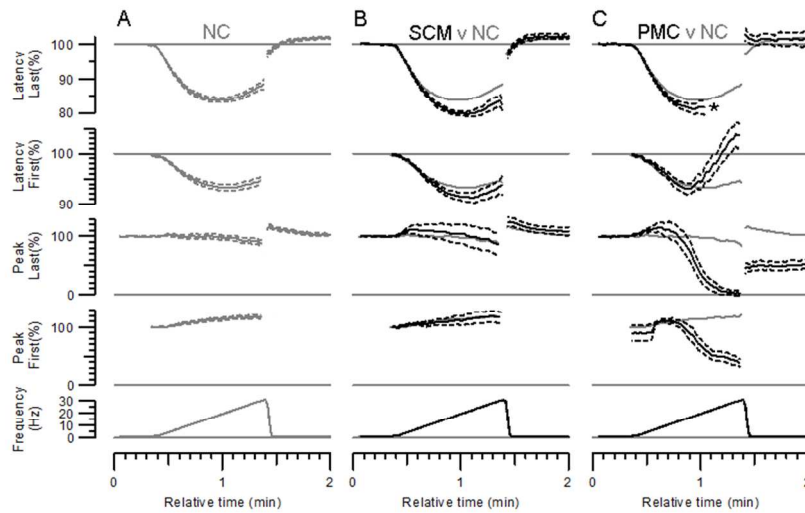 A NC
B SCM v NC
C PMC v NC
Latency Last(%)
100
90
80
*
Latency First(%)
100
90
Peak Last(%)
100
0
Peak First(%)
100
0
Frequency (Hz)
30
20
10
0
0 1 2
0 1 2
0 1 2
Relative time (min)
Relative time (min)
Relative time (min)